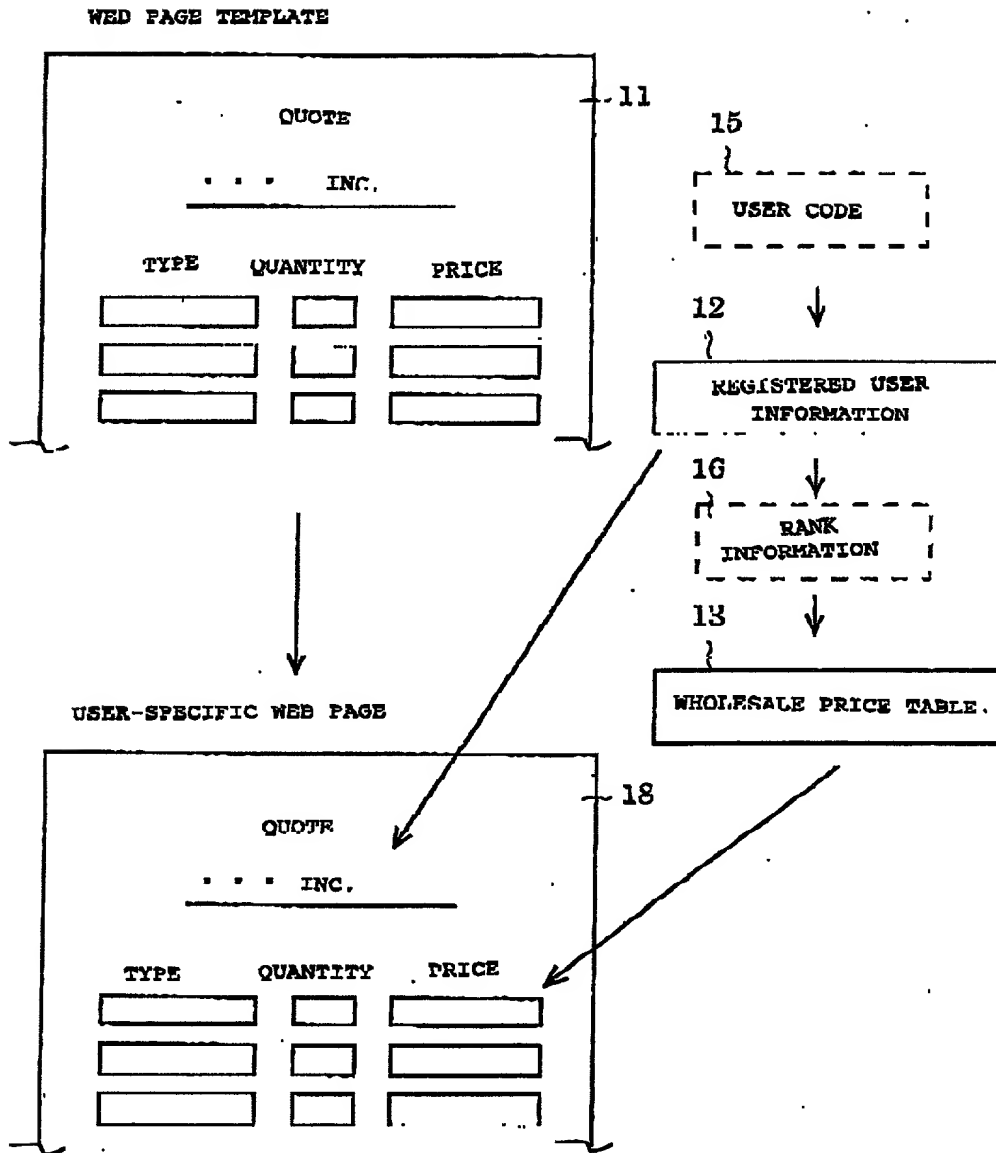 WED PAGE TEMPLATE
11
QUOTE
. . . INC.
TYPE QUANTITY PRICE
15
USER CODE
12
REGISTERED USER
INFORMATION
16
RANK
INFORMATION
13
WHOLESALE PRICE TABLE.
USER-SPECIFIC WEB PAGE
18
QUOTE
. . . INC.
TYPE QUANTITY PRICE